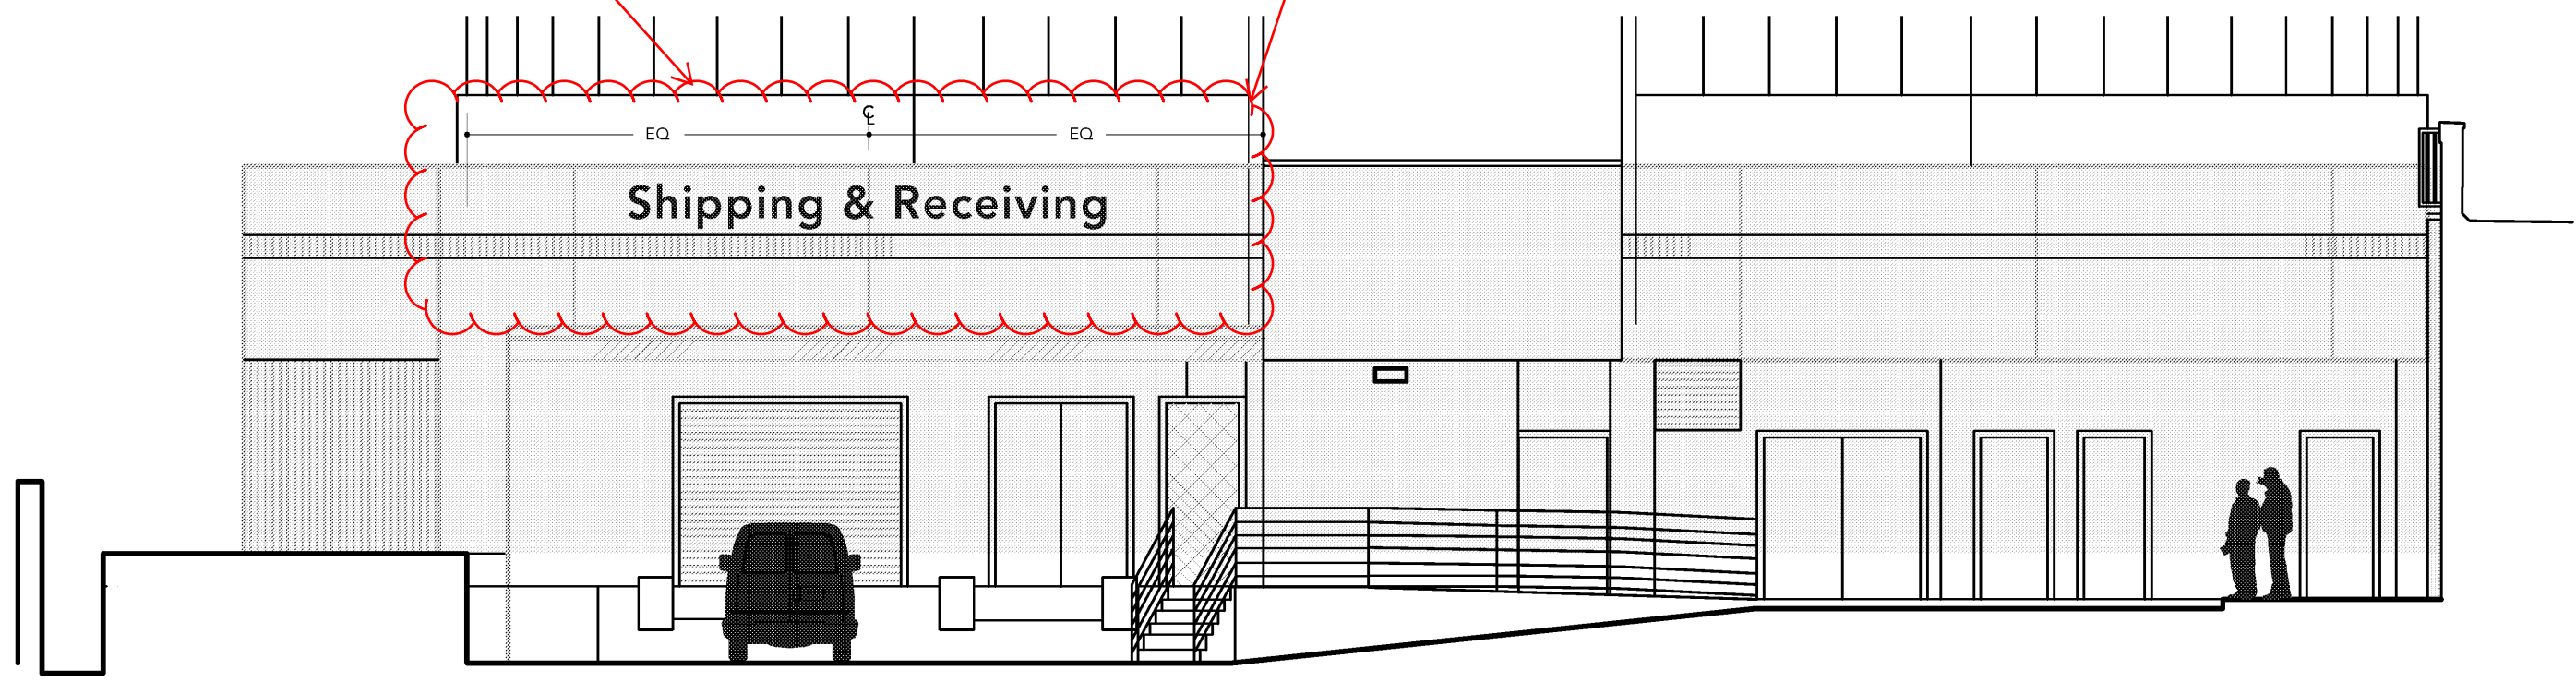 ℄
EQ EQ
Shipping & Receiving